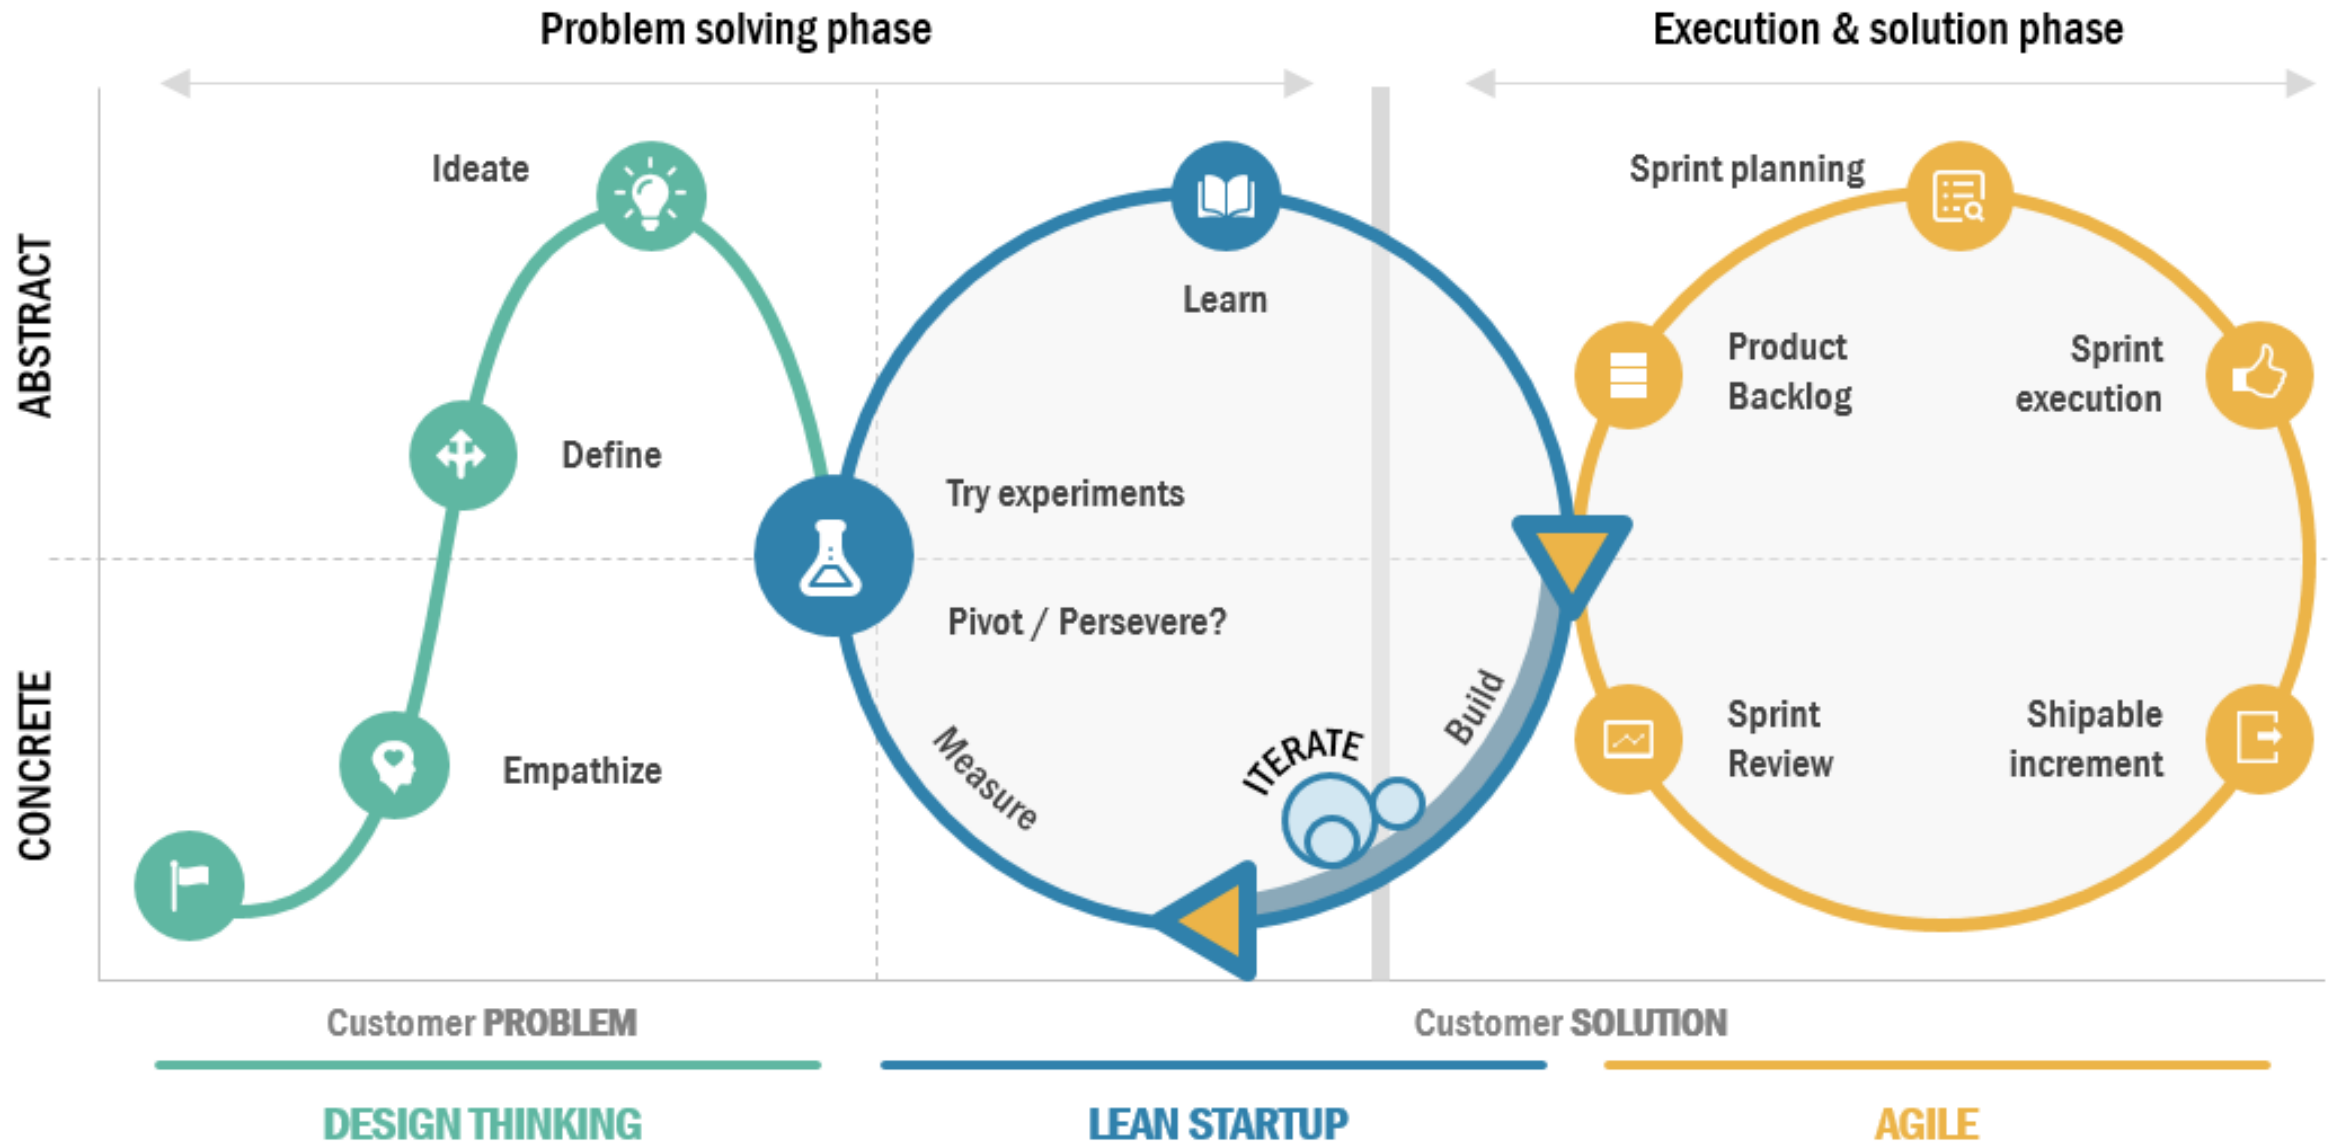 Problem solving phase
Execution & solution phase
Ideate
Sprint planning
Learn
Product
Backlog
Sprint
execution
Define
Try experiments
Pivot / Persevere?
Empathize
Measure
ITERATE
Build
Sprint
Review
Shipable
increment
ABSTRACT
CONCRETE
Customer PROBLEM
Customer SOLUTION
DESIGN THINKING
LEAN STARTUP
AGILE